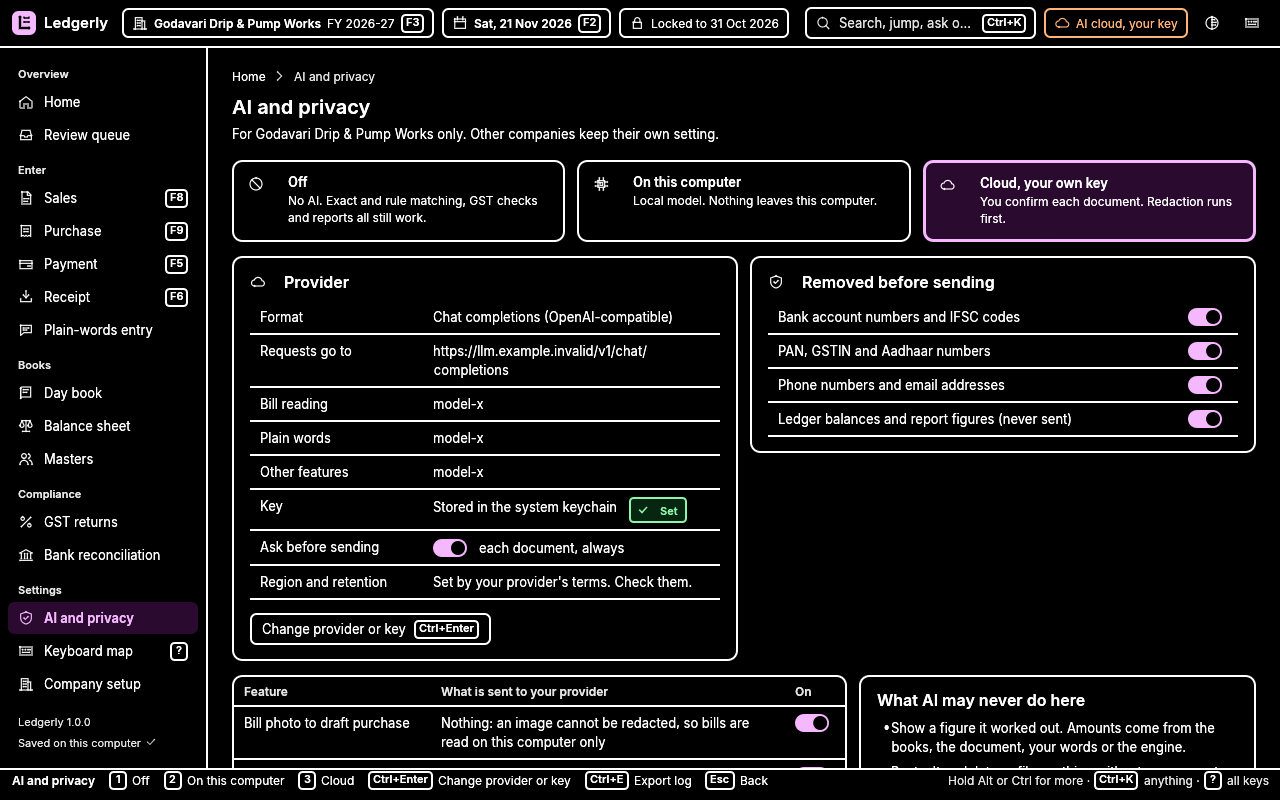 Ledgerly
Godavari Drip & Pump Works FY 2026-27 F3
Sat, 21 Nov 2026 F2
Locked to 31 Oct 2026
Search, jump, ask o... Ctrl+K
AI cloud, your key
Overview
Home
Review queue
Enter
Sales F8
Purchase F9
Payment F5
Receipt F6
Plain-words entry
Books
Day book
Balance sheet
Masters
Compliance
GST returns
Bank reconciliation
Settings
AI and privacy
Keyboard map ?
Company setup
Ledgerly 1.0.0
Saved on this computer
Home AI and privacy
AI and privacy
For Godavari Drip & Pump Works only. Other companies keep their own setting.
Off
No AI. Exact and rule matching, GST checks
and reports all still work.
On this computer
Local model. Nothing leaves this computer.
Cloud, your own key
You confirm each document. Redaction runs
first.
Provider
Format Chat completions (OpenAI-compatible)
Requests go to https://llm.example.invalid/v1/chat/
completions
Bill reading model-x
Plain words model-x
Other features model-x
Key Stored in the system keychain Set
Ask before sending each document, always
Region and retention Set by your provider's terms. Check them.
Change provider or key Ctrl+Enter
Removed before sending
Bank account numbers and IFSC codes
PAN, GSTIN and Aadhaar numbers
Phone numbers and email addresses
Ledger balances and report figures (never sent)
Feature What is sent to your provider On
Bill photo to draft purchase Nothing: an image cannot be redacted, so bills are
read on this computer only
What AI may never do here
• Show a figure it worked out. Amounts come from the
books, the document, your words or the engine.
AI and privacy 1 Off 2 On this computer 3 Cloud Ctrl+Enter Change provider or key Ctrl+E Export log Esc Back
Hold Alt or Ctrl for more · Ctrl+K anything · ? all keys